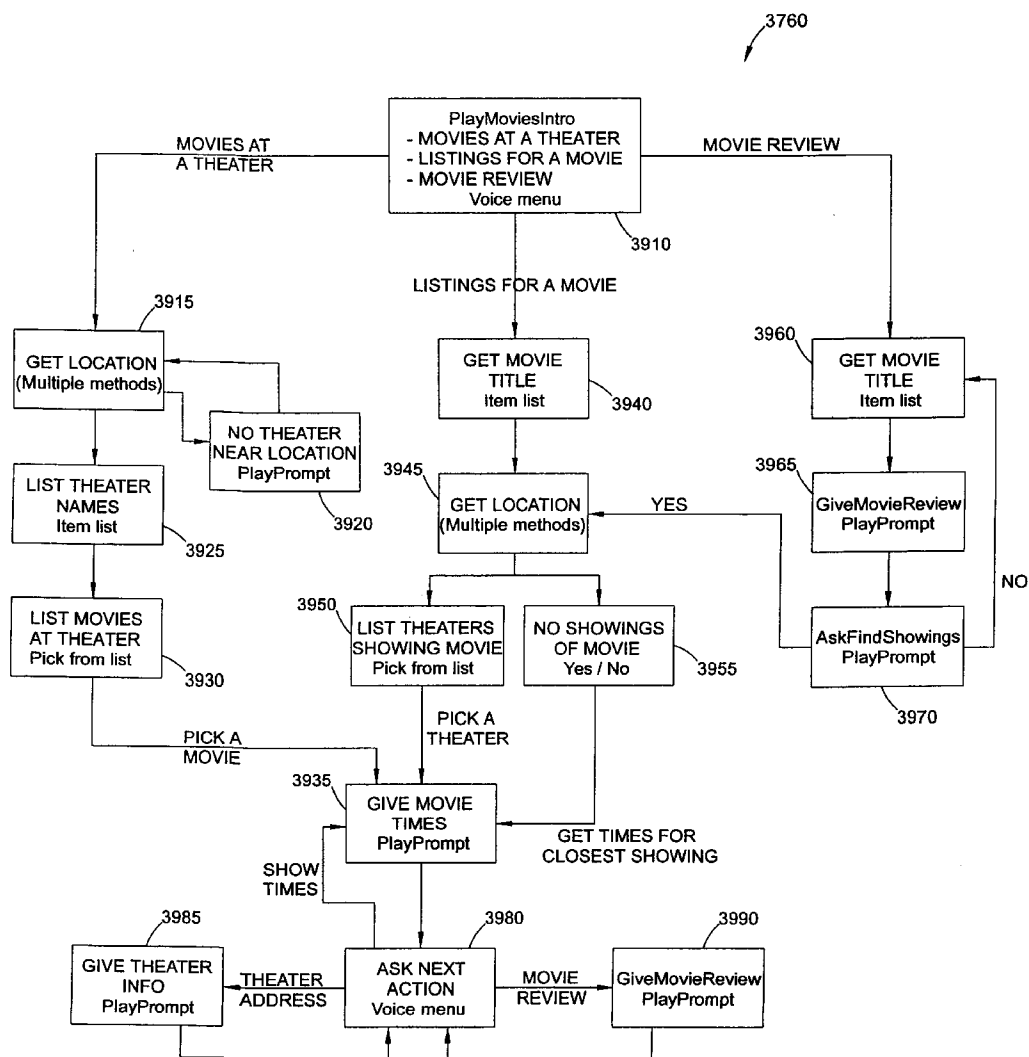 3760
PlayMoviesIntro
- MOVIES AT A THEATER
- LISTINGS FOR A MOVIE
- MOVIE REVIEW
Voice menu
3910
MOVIES AT
A THEATER
MOVIE REVIEW
LISTINGS FOR A MOVIE
3915
GET LOCATION
(Multiple methods)
NO THEATER
NEAR LOCATION
PlayPrompt
3920
LIST THEATER
NAMES
Item list
3925
LIST MOVIES
AT THEATER
Pick from list
3930
PICK A
MOVIE
GET MOVIE
TITLE
Item list
3940
3945
GET LOCATION
(Multiple methods)
YES
3950
LIST THEATERS
SHOWING MOVIE
Pick from list
NO SHOWINGS
OF MOVIE
Yes / No
3955
PICK A
THEATER
3960
GET MOVIE
TITLE
Item list
3965
GiveMovieReview
PlayPrompt
NO
AskFindShowings
PlayPrompt
3970
3935
GIVE MOVIE
TIMES
PlayPrompt
GET TIMES FOR
CLOSEST SHOWING
SHOW
TIMES
3985
GIVE THEATER
INFO
PlayPrompt
THEATER
ADDRESS
3980
ASK NEXT
ACTION
Voice menu
MOVIE
REVIEW
3990
GiveMovieReview
PlayPrompt